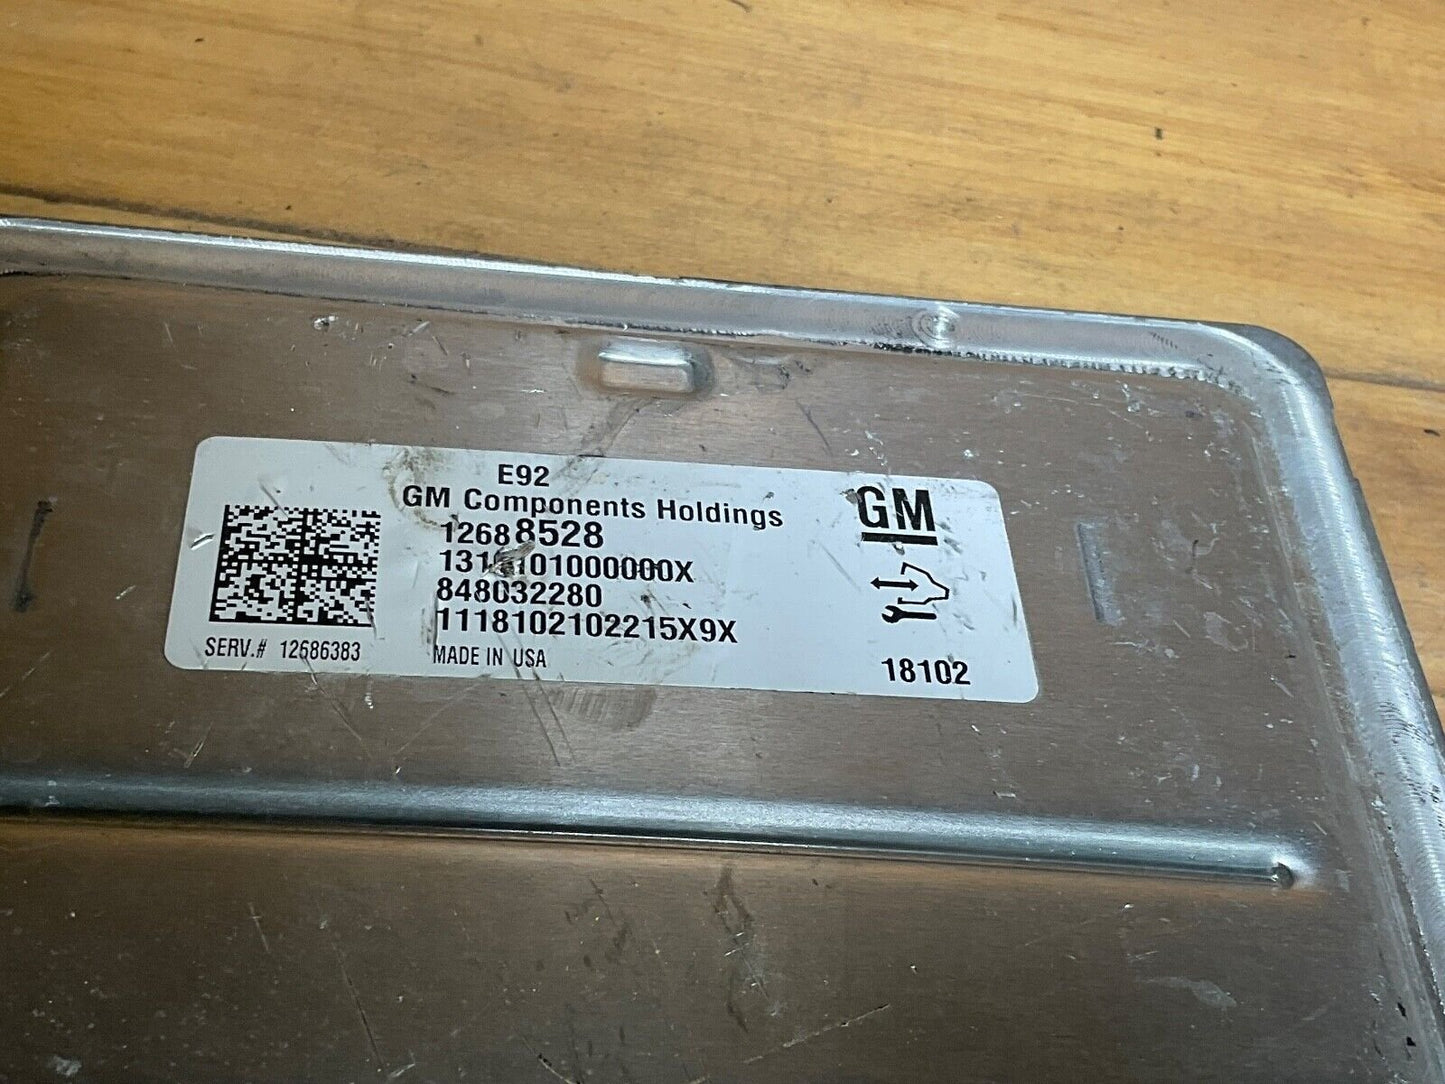 E92
GM Components Holdings
GM
12688528
848032280
1118102102215X9X
SERV.# 12686383
MADE IN USA
18102